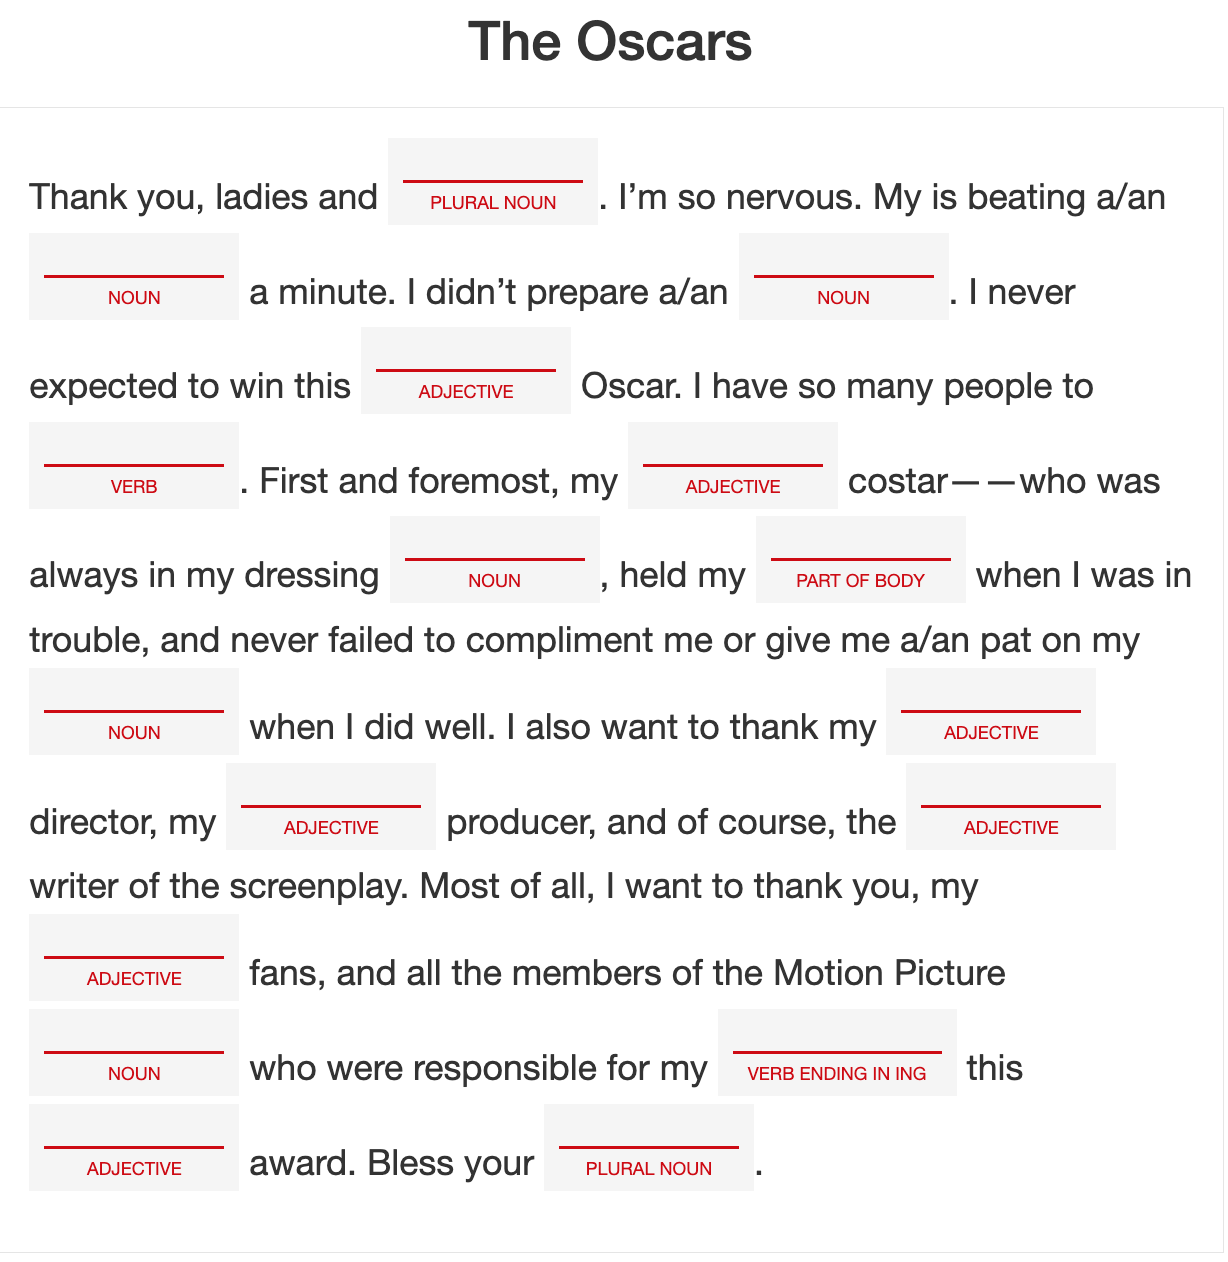 The Oscars
Thank you, ladies and PLURAL NOUN . I’m so nervous. My is beating a/an
NOUN a minute. I didn’t prepare a/an NOUN . I never
expected to win this ADJECTIVE Oscar. I have so many people to
VERB . First and foremost, my ADJECTIVE costar——who was
always in my dressing NOUN , held my PART OF BODY when I was in
trouble, and never failed to compliment me or give me a/an pat on my
NOUN when I did well. I also want to thank my ADJECTIVE
director, my ADJECTIVE producer, and of course, the ADJECTIVE
writer of the screenplay. Most of all, I want to thank you, my
ADJECTIVE fans, and all the members of the Motion Picture
NOUN who were responsible for my VERB ENDING IN ING this
ADJECTIVE award. Bless your PLURAL NOUN .